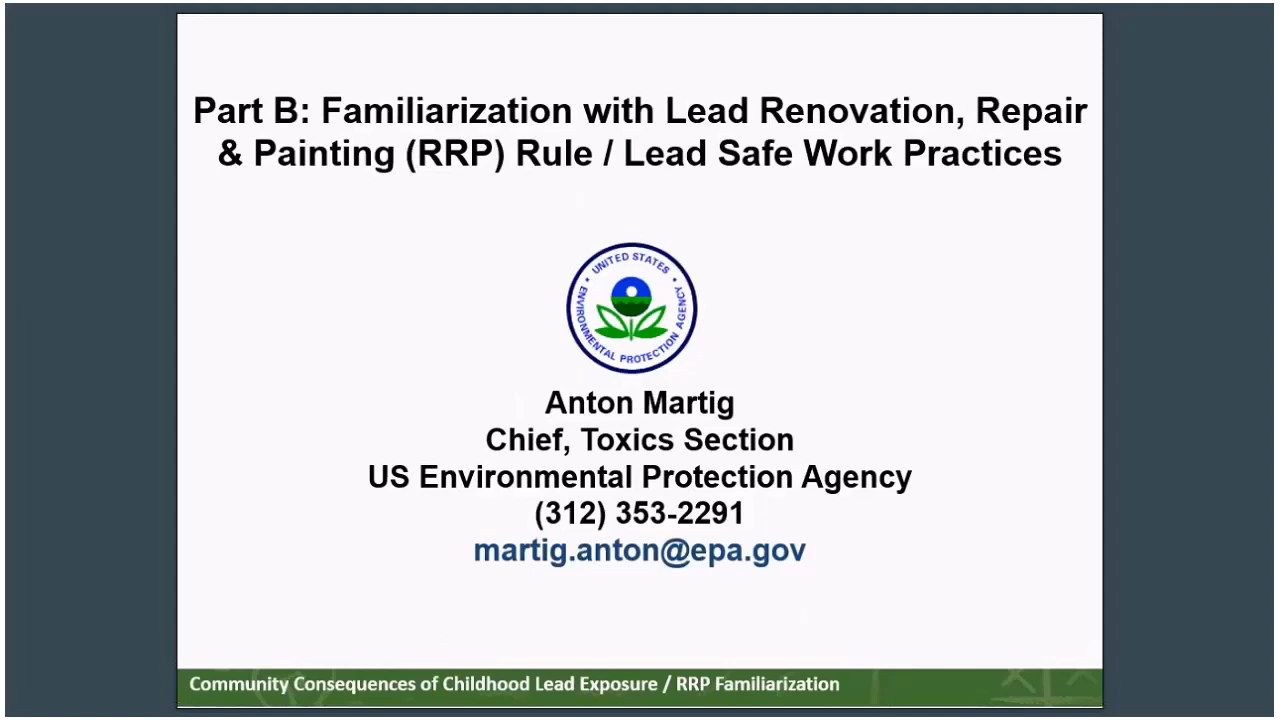 Part B: Familiarization with Lead Renovation, Repair
& Painting (RRP) Rule / Lead Safe Work Practices
UNITED STATES
ENVIRONMENTAL PROTECTION AGENCY
Anton Martig
Chief, Toxics Section
US Environmental Protection Agency
(312) 353-2291
martig.anton@epa.gov
Community Consequences of Childhood Lead Exposure / RRP Familiarization